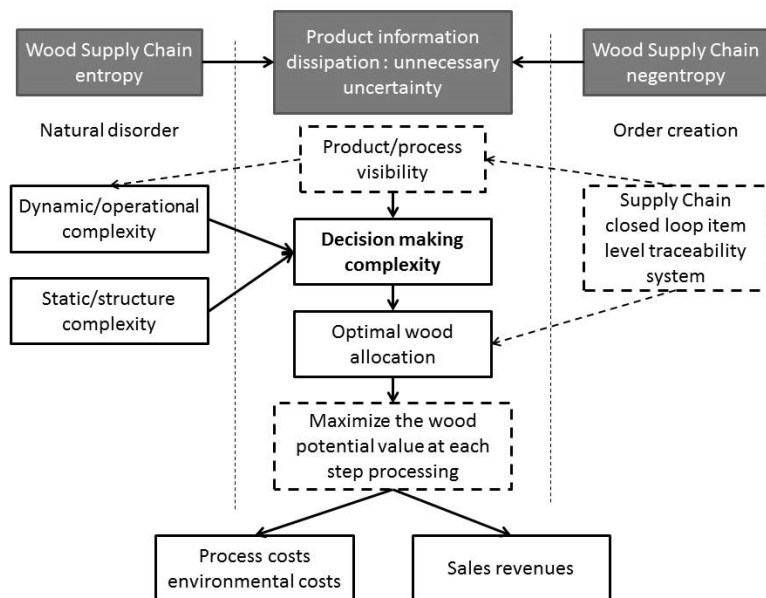 Wood Supply Chain
entropy
Product information
dissipation : unnecessary
uncertainty
Wood Supply Chain
negentropy
Natural disorder
Order creation
Product/process
visibility
Dynamic/operational
complexity
Supply Chain
closed loop item
level traceability
system
Decision making
complexity
Static/structure
complexity
Optimal wood
allocation
Maximize the wood
potential value at each
step processing
Process costs
environmental costs
Sales revenues